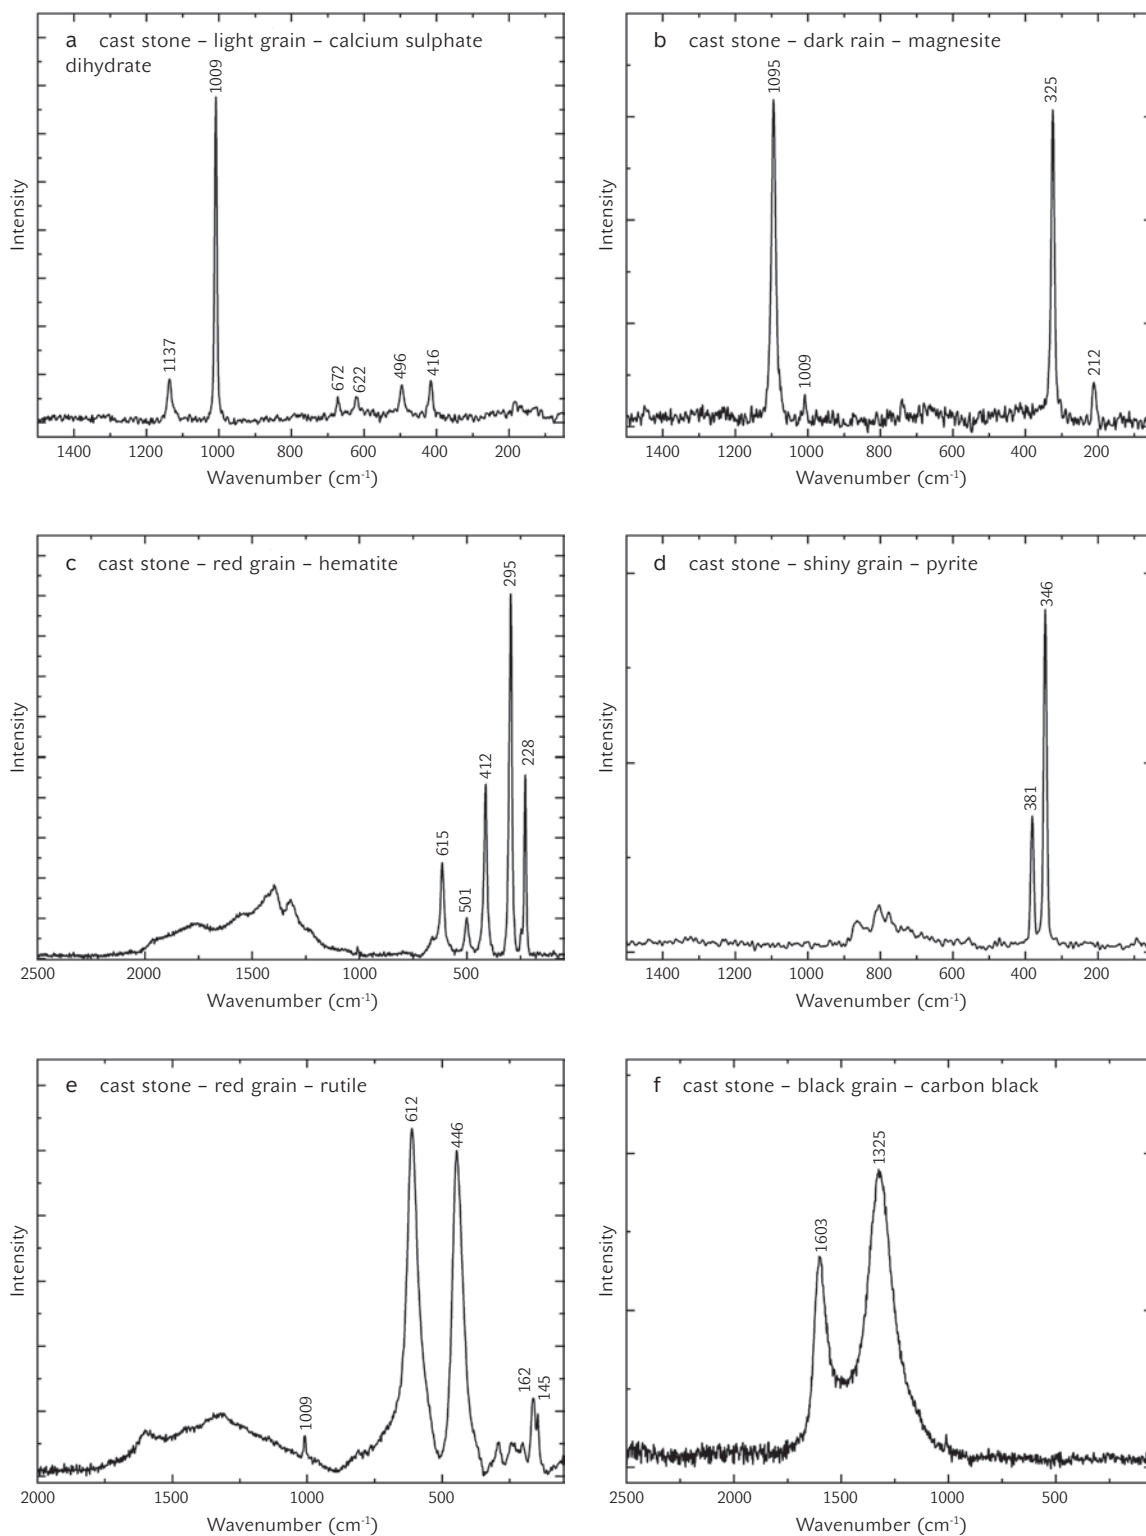 a cast stone – light grain – calcium sulphate
dihydrate
1009
1137
672
622
496
416
Intensity
1400 1200 1000 800 600 400 200
Wavenumber (cm-1)
b cast stone – dark rain – magnesite
1095
325
1009
212
Intensity
1400 1200 1000 800 600 400 200
Wavenumber (cm-1)
c cast stone – red grain – hematite
295
228
412
615
501
Intensity
2500 2000 1500 1000 500
Wavenumber (cm-1)
d cast stone – shiny grain – pyrite
346
381
Intensity
1400 1200 1000 800 600 400 200
Wavenumber (cm-1)
e cast stone – red grain – rutile
612
446
162
145
1009
Intensity
2000 1500 1000 500
Wavenumber (cm-1)
f cast stone – black grain – carbon black
1325
1603
Intensity
2500 2000 1500 1000 500
Wavenumber (cm-1)